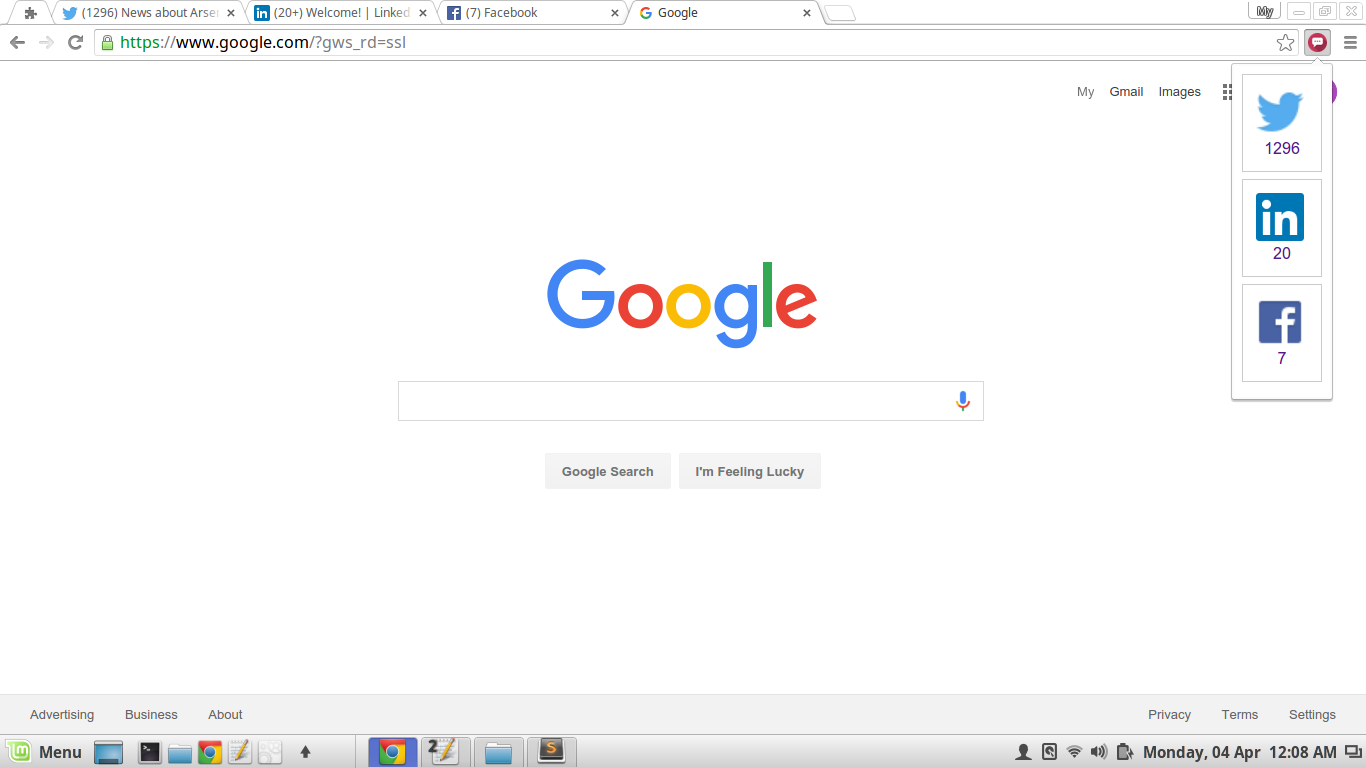 (1296) News about Arse
(20+) Welcome! | Linked
(7) Facebook
Google
My
https://www.google.com/?gws_rd=ssl
My
Gmail
Images
1296
in
20
f
7
Google
Google Search
I'm Feeling Lucky
Advertising
Business
About
Privacy
Terms
Settings
Menu
2
S
Monday, 04 Apr 12:08 AM